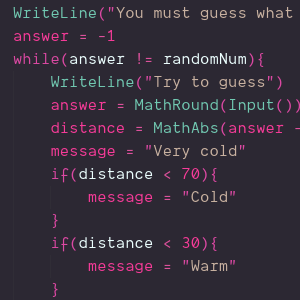 WriteLine("You must guess what
answer = -1
while(answer != randomNum){
WriteLine("Try to guess")
answer = MathRound(Input())
distance = MathAbs(answer -
message = "Very cold"
if(distance < 70){
message = "Cold"
}
if(distance < 30){
message = "Warm"
}